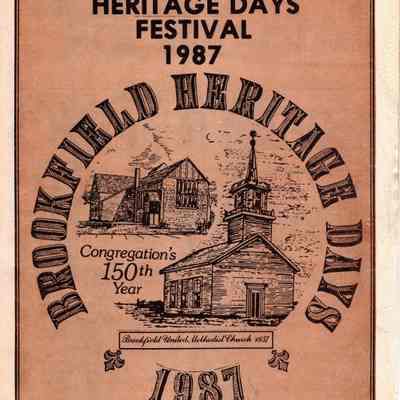 HERITAGE DAYS
FESTIVAL
1987
BROOKFIELD HERITAGE DAYS
Congregation's
150th
Year
Brookfield United Methodist Church 1837
1987